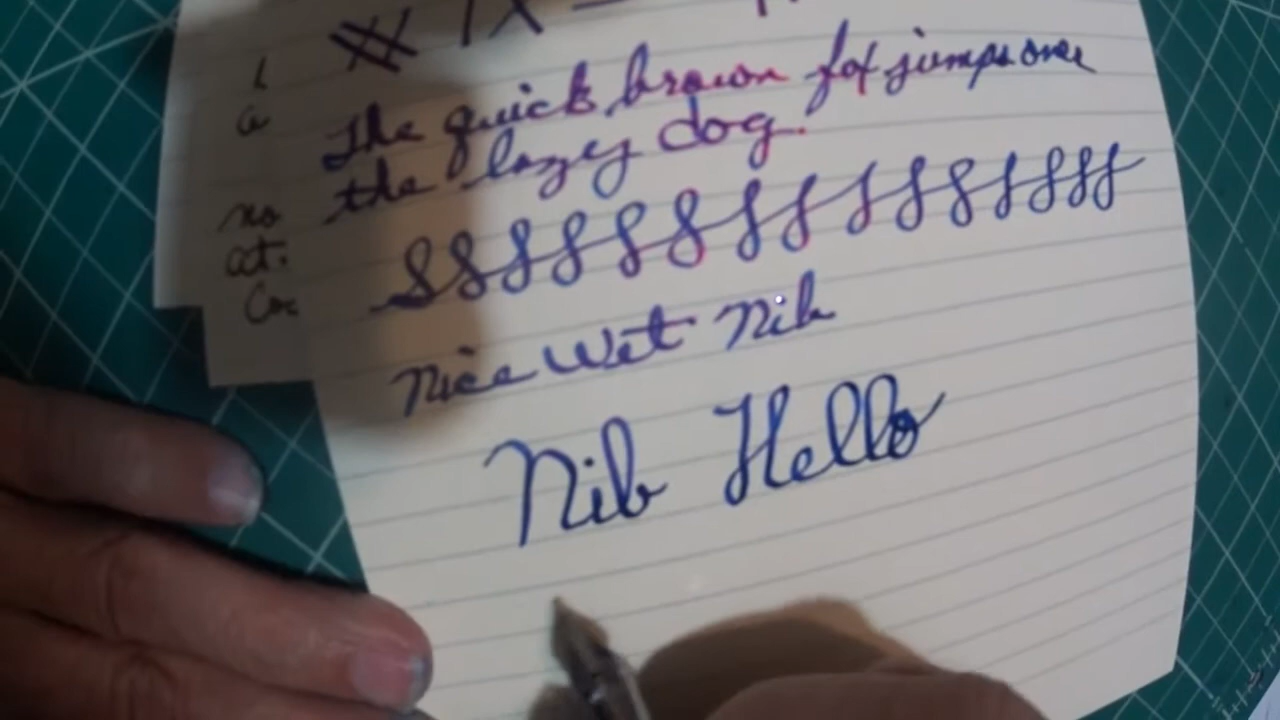 The quick brown fox jumps over
the lazy dog.
Nice Wet Nib
Nib Hello